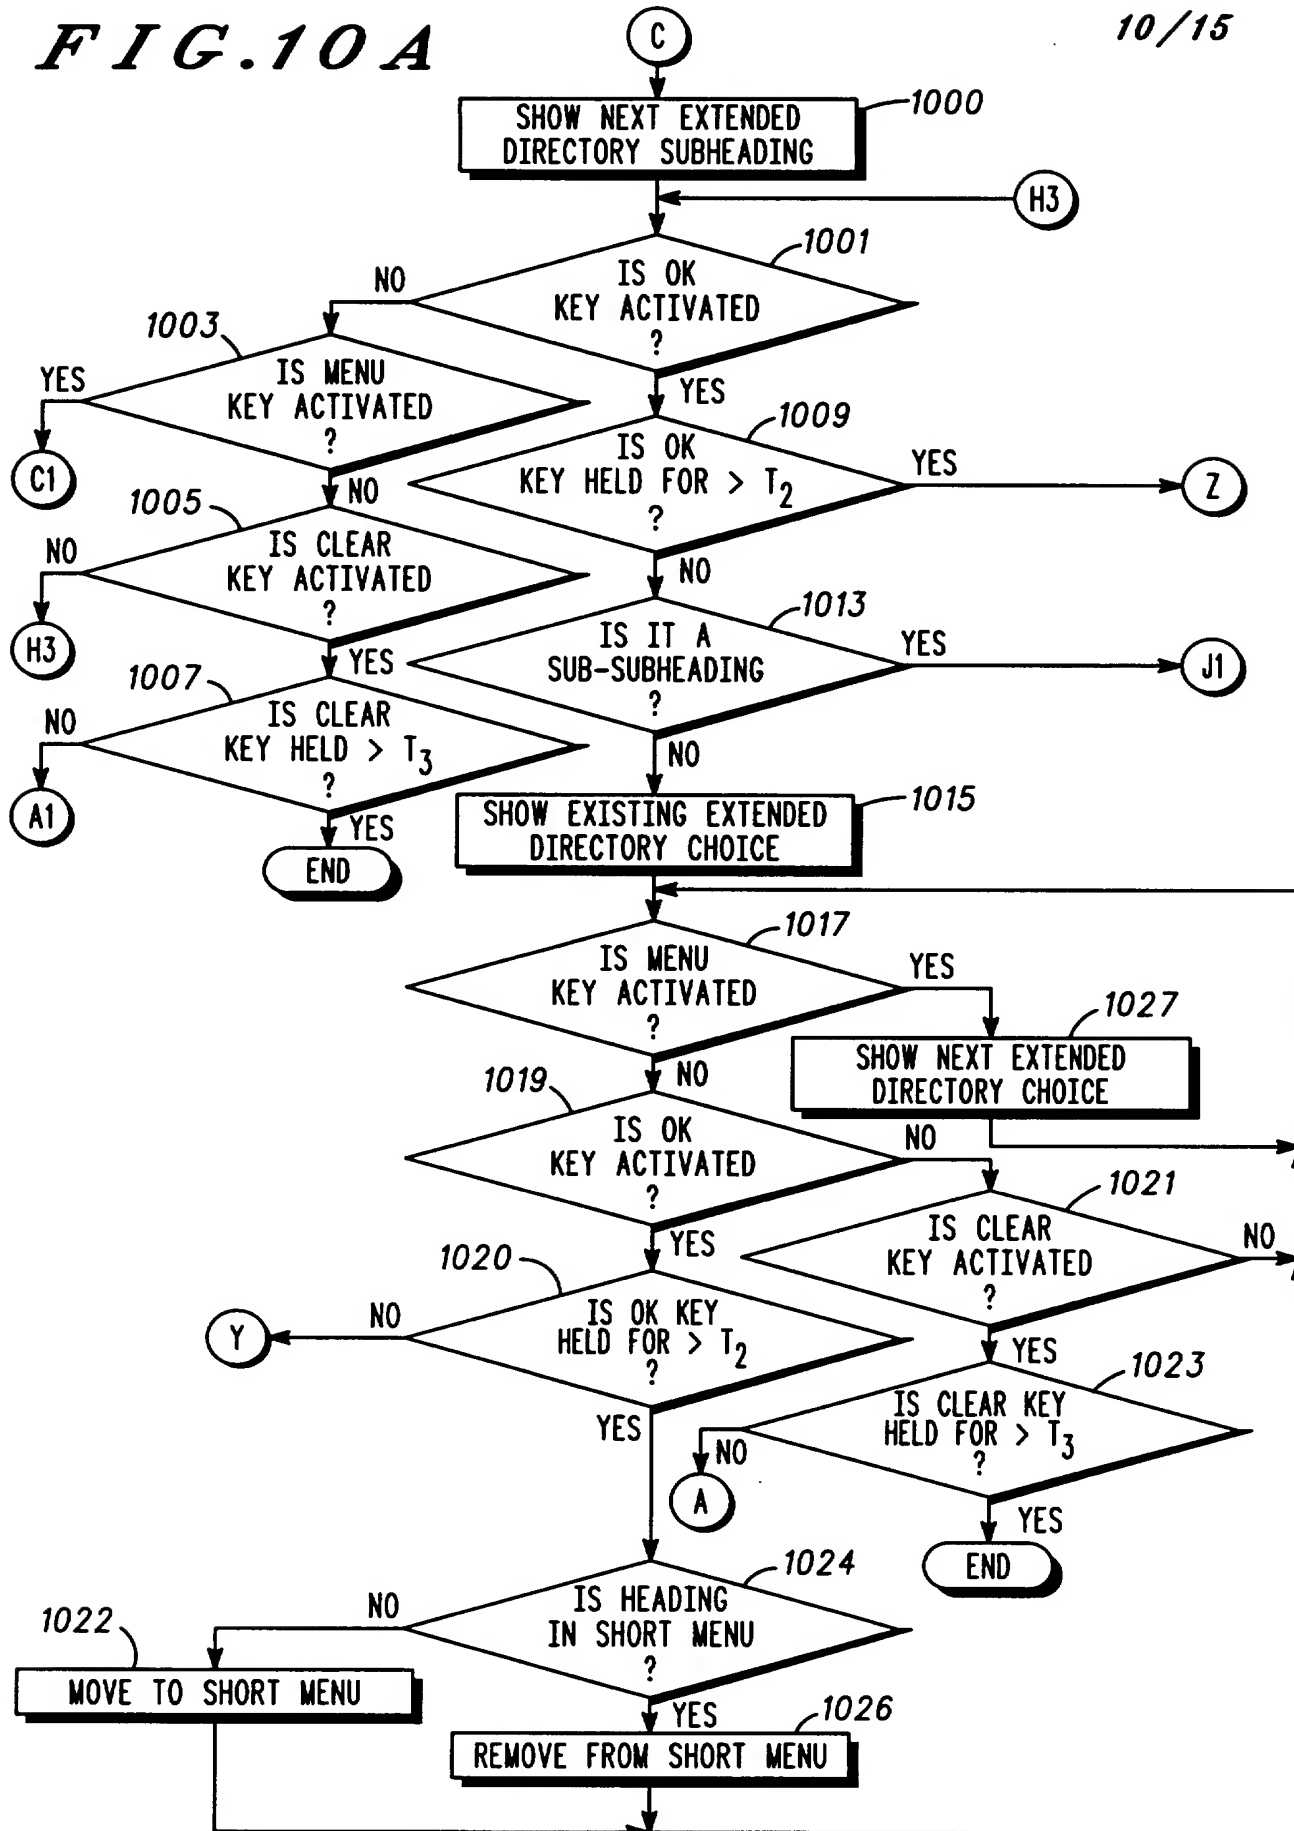 FIG.10A
10/15
C
SHOW NEXT EXTENDED
DIRECTORY SUBHEADING
1000
H3
1001
IS OK
KEY ACTIVATED
?
NO
YES
1003
IS MENU
KEY ACTIVATED
?
YES
NO
C1
1009
IS OK
KEY HELD FOR > T2
?
YES
Z
NO
1005
IS CLEAR
KEY ACTIVATED
?
NO
YES
H3
1013
IS IT A
SUB-SUBHEADING
?
YES
J1
NO
1007
IS CLEAR
KEY HELD > T3
?
NO
YES
A1
END
SHOW EXISTING EXTENDED
DIRECTORY CHOICE
1015
1017
IS MENU
KEY ACTIVATED
?
YES
NO
1027
SHOW NEXT EXTENDED
DIRECTORY CHOICE
1019
IS OK
KEY ACTIVATED
?
NO
YES
1021
IS CLEAR
KEY ACTIVATED
?
NO
YES
1020
IS OK KEY
HELD FOR > T2
?
NO
Y
YES
1023
IS CLEAR KEY
HELD FOR > T3
?
NO
A
YES
END
1024
IS HEADING
IN SHORT MENU
?
NO
YES
1022
MOVE TO SHORT MENU
1026
REMOVE FROM SHORT MENU